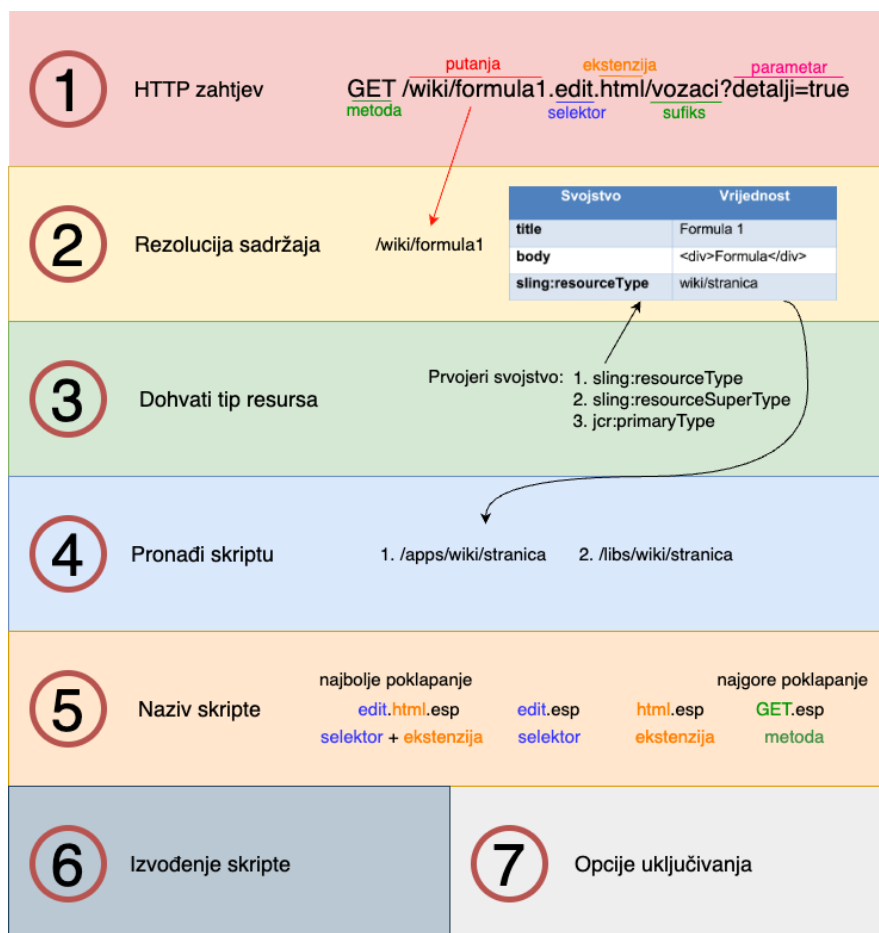 1
HTTP zahtjev
putanja
ekstenzija
parametar
GET /wiki/formula1.edit.html/vozaci?detalji=true
metoda
selektor
sufiks
2
Rezolucija sadržaja
/wiki/formula1
Svojstvo Vrijednost
title Formula 1
body <div>Formula</div>
sling:resourceType wiki/stranica
3
Dohvati tip resursa
Prvojeri svojstvo: 1. sling:resourceType
2. sling:resourceSuperType
3. jcr:primaryType
4
Pronađi skriptu
1. /apps/wiki/stranica 2. /libs/wiki/stranica
5
Naziv skripte
najbolje poklapanje najgore poklapanje
edit.html.esp edit.esp html.esp GET.esp
selektor + ekstenzija selektor ekstenzija metoda
6
Izvođenje skripte
7
Opcije uključivanja